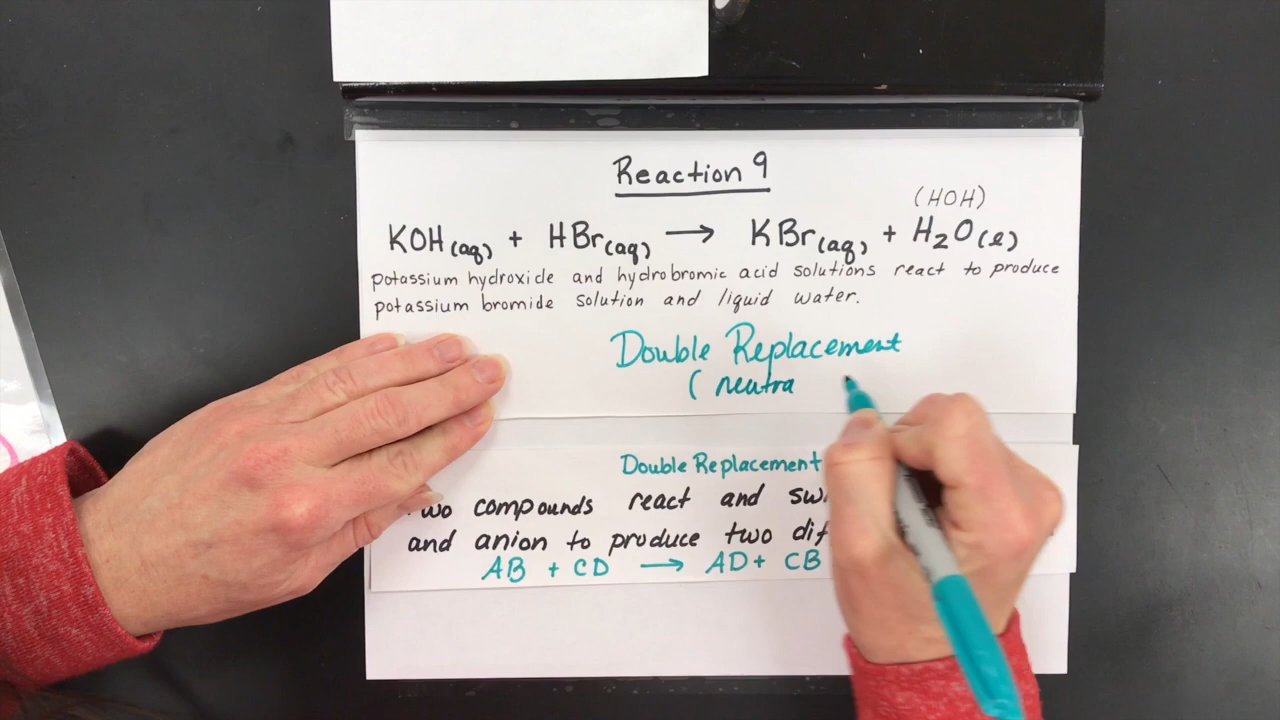 Reaction 9
(HOH)
KOH(aq) + HBr(aq) → KBr(aq) + H₂O(l)
potassium hydroxide and hydrobromic acid solutions react to produce
potassium bromide solution and liquid water.
Double Replacement
( neutra
Double Replacement
compounds react and
and anion to produce two
AB + CD → AD + CB